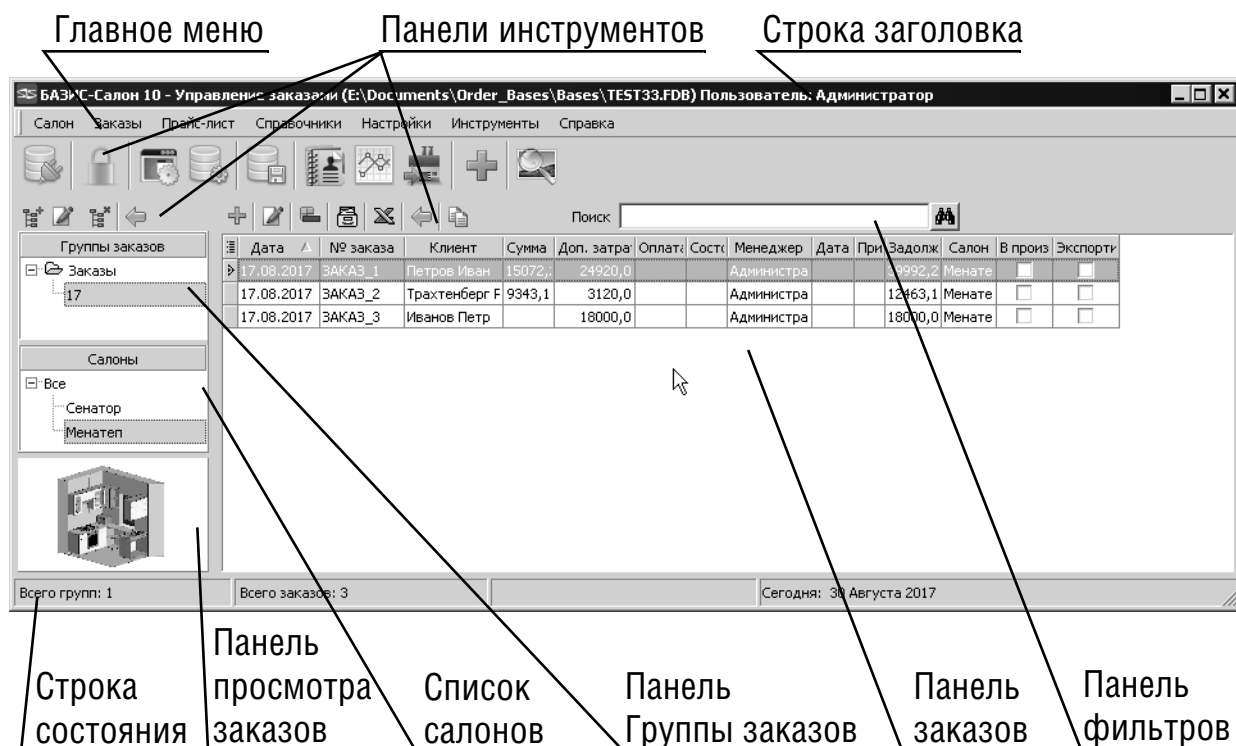 Главное меню Панели инструментов Строка заголовка
БАЗИС-Салон 10 - Управление заказами (E:\Documents\Order_Bases\Bases\TEST33.FDB) Пользователь: Администратор
Салон Заказы Прайс-лист Справочники Настройки Инструменты Справка
Поиск
Группы заказов
Заказы
17
Дата № заказа Клиент Сумма Доп. затра Оплата Состо Менеджер Дата При Задолж Салон В произ Экспорти
17.08.2017 ЗАКАЗ_1 Петров Иван 15072, 24920,0 Администра 39992,2 Менате
17.08.2017 ЗАКАЗ_2 Трахтенберг Р 9343,1 3120,0 Администра 12463,1 Менате
17.08.2017 ЗАКАЗ_3 Иванов Петр 18000,0 Администра 18000,0 Менате
Салоны
Все
Сенатор
Менатеп
Всего групп: 1 Всего заказов: 3 Сегодня: 30 Августа 2017
Строка состояния
Панель просмотра заказов
Список салонов
Панель Группы заказов
Панель заказов
Панель фильтров